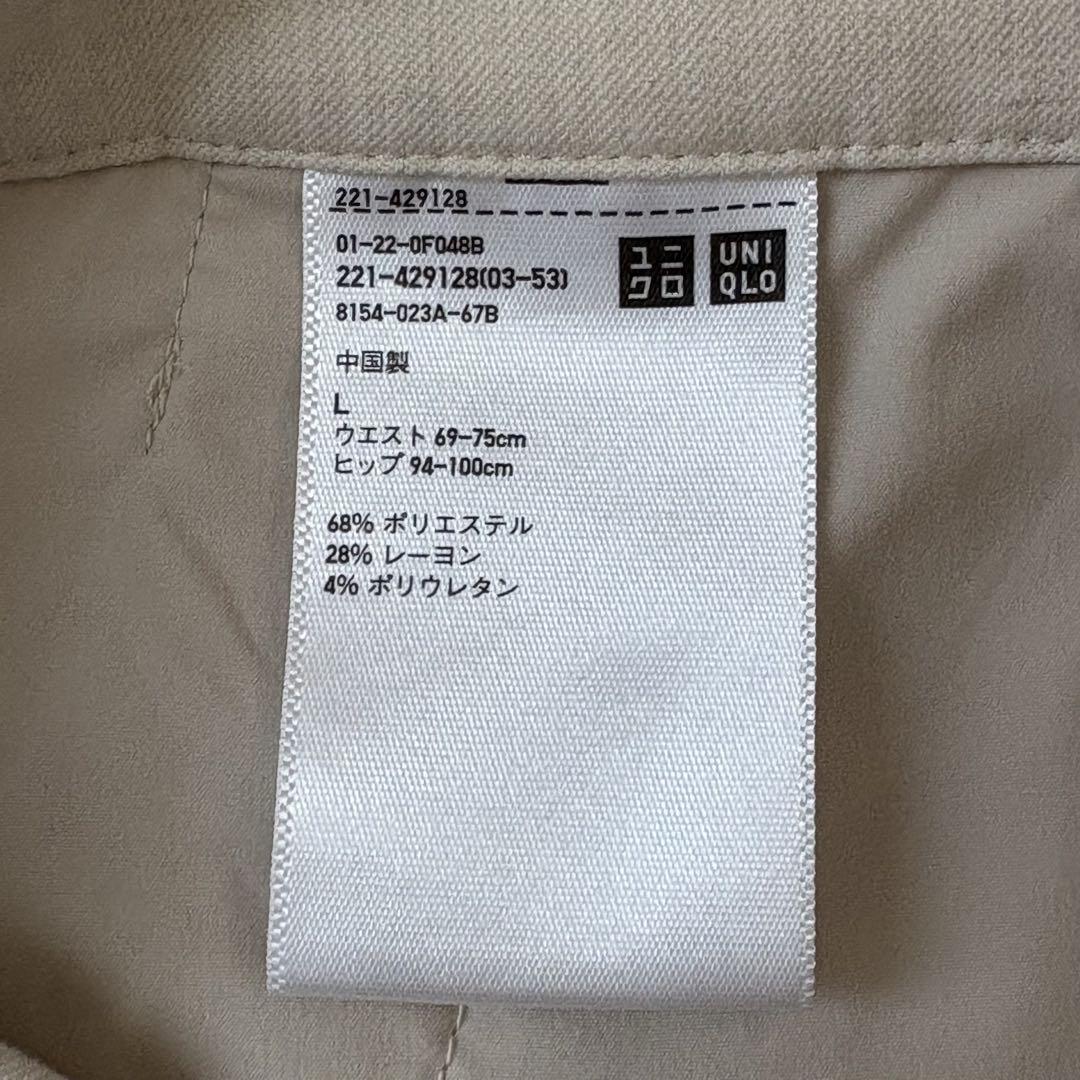 221-429128
01-22-0F048B
221-429128(03-53)
8154-023A-67B
ユニ
クロ
UNI
QLO
中国製
L
ウエスト 69-75cm
ヒップ 94-100cm
68% ポリエステル
28% レーヨン
4% ポリウレタン